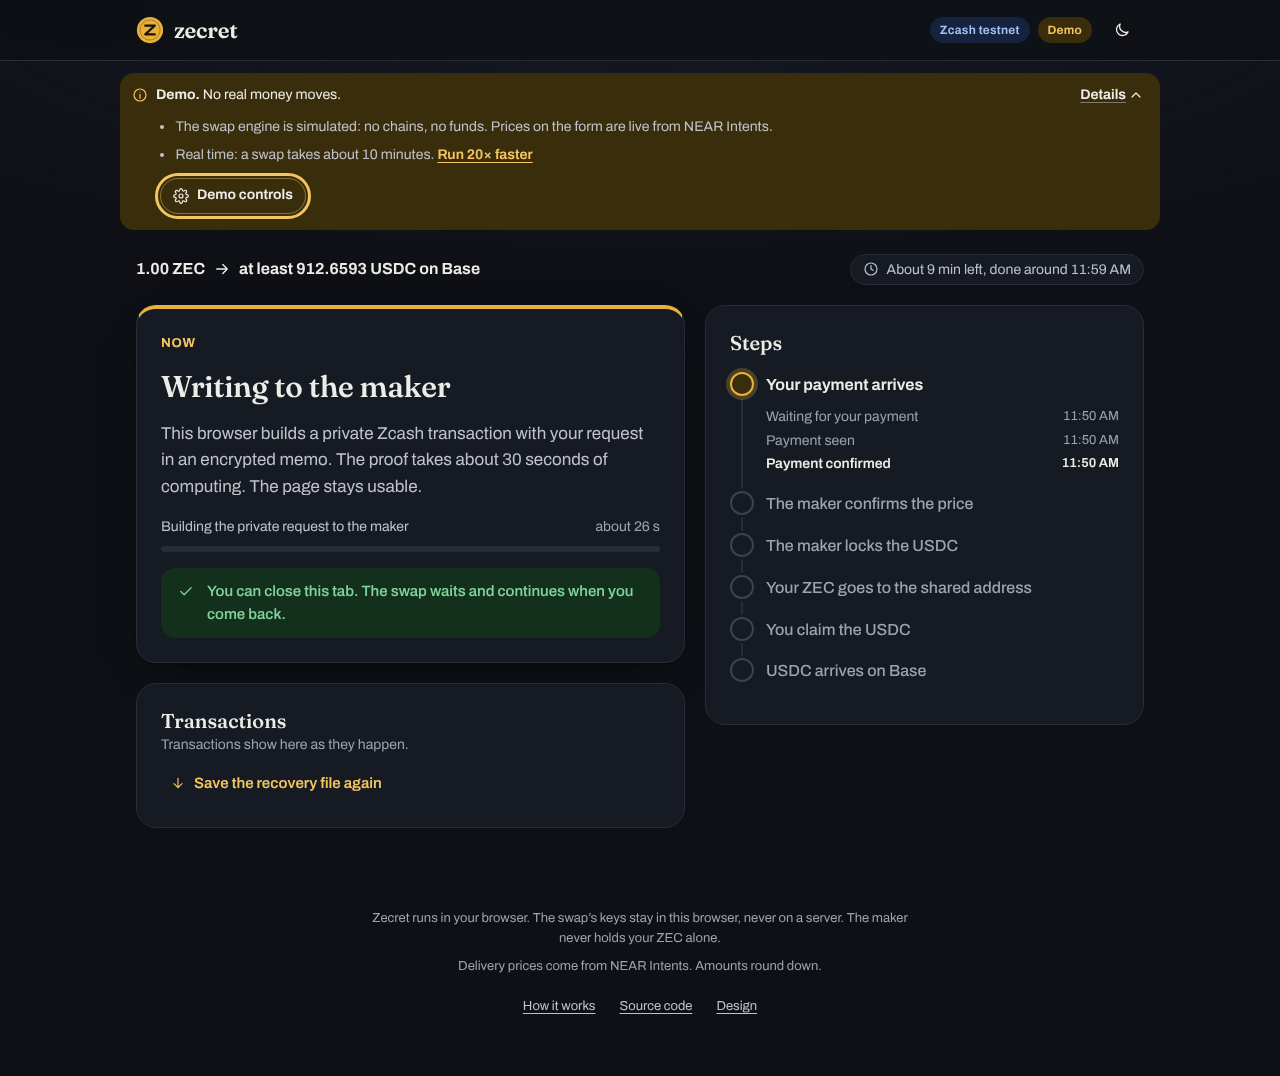 zecret
Zcash testnet
Demo
Demo. No real money moves.
Details
• The swap engine is simulated: no chains, no funds. Prices on the form are live from NEAR Intents.
• Real time: a swap takes about 10 minutes. Run 20× faster
Demo controls
1.00 ZEC → at least 912.6593 USDC on Base
About 9 min left, done around 11:59 AM
NOW
Writing to the maker
This browser builds a private Zcash transaction with your request
in an encrypted memo. The proof takes about 30 seconds of
computing. The page stays usable.
Building the private request to the maker
about 26 s
You can close this tab. The swap waits and continues when you
come back.
Transactions
Transactions show here as they happen.
Save the recovery file again
Steps
Your payment arrives
Waiting for your payment 11:50 AM
Payment seen 11:50 AM
Payment confirmed 11:50 AM
The maker confirms the price
The maker locks the USDC
Your ZEC goes to the shared address
You claim the USDC
USDC arrives on Base
Zecret runs in your browser. The swap’s keys stay in this browser, never on a server. The maker
never holds your ZEC alone.
Delivery prices come from NEAR Intents. Amounts round down.
How it works
Source code
Design